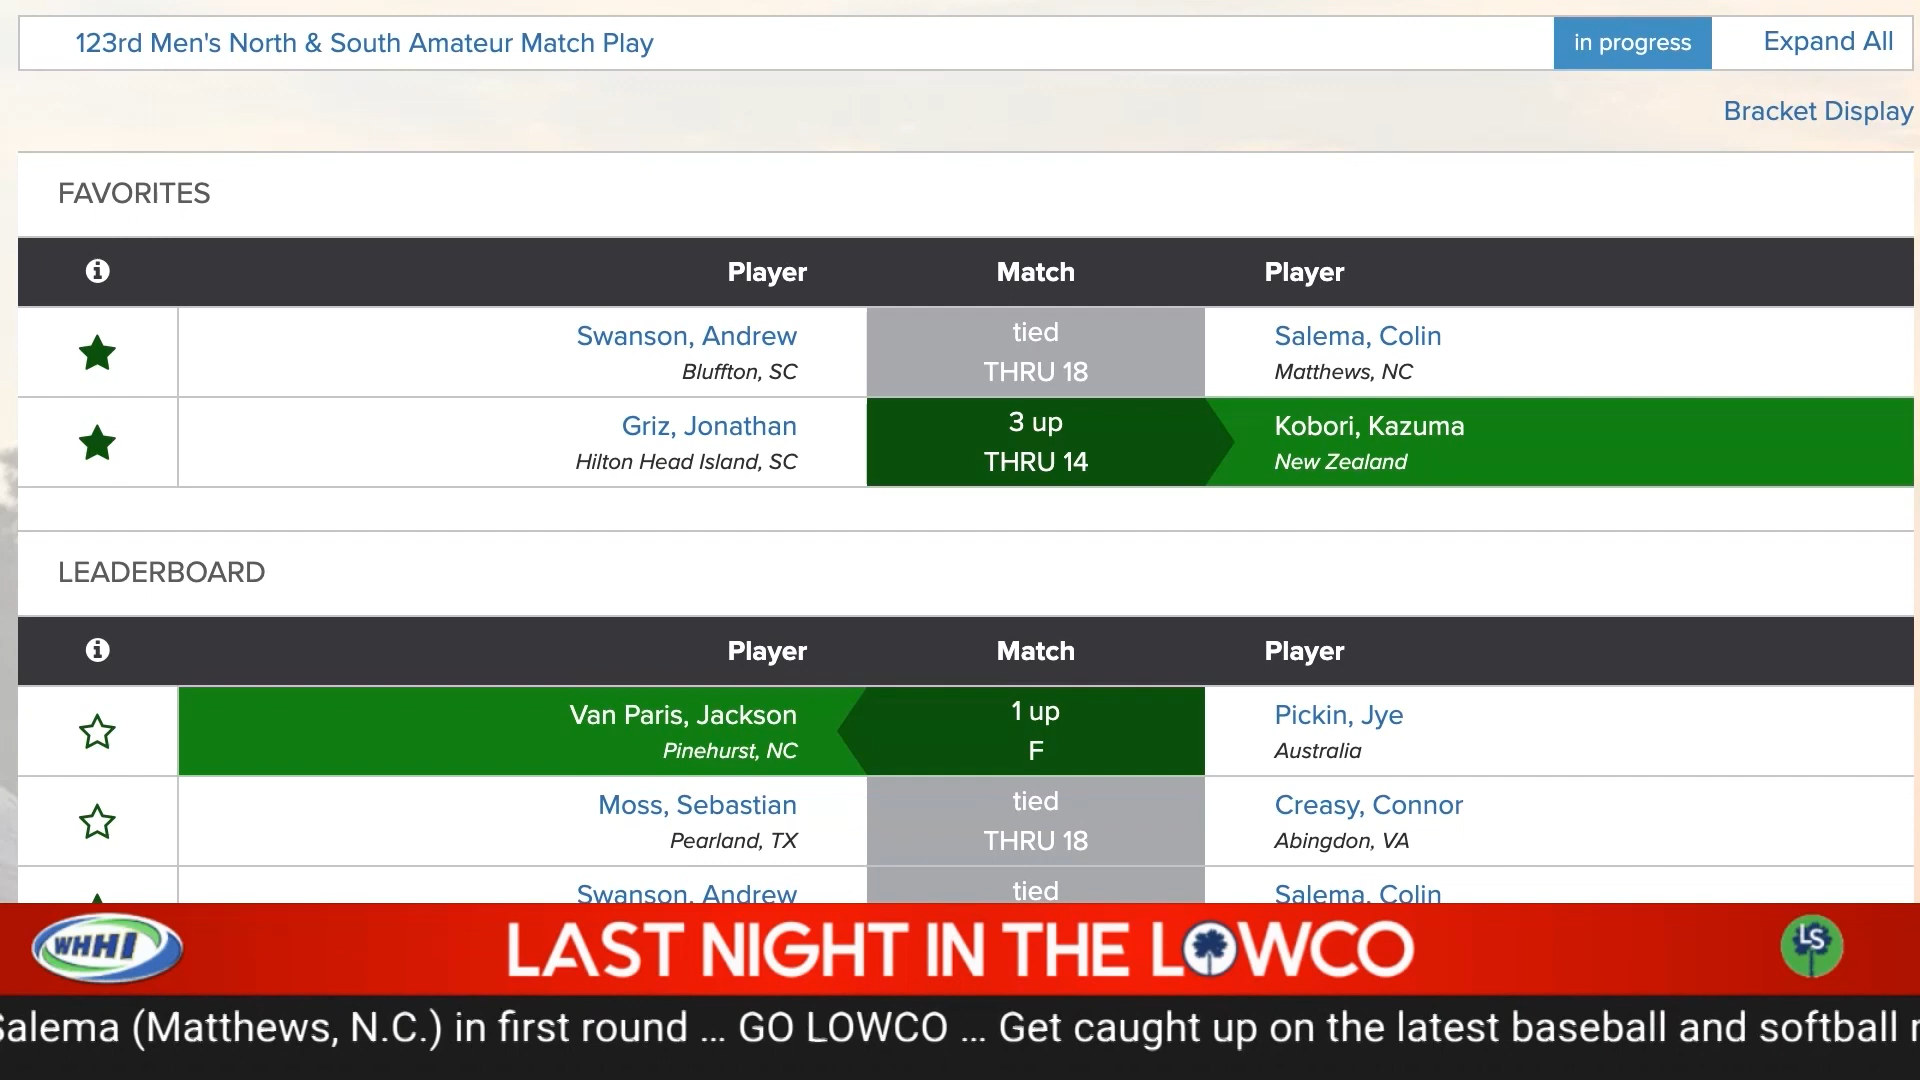 123rd Men's North & South Amateur Match Play in progress Expand All
Bracket Display
FAVORITES
Player Match Player
Swanson, Andrew tied Salema, Colin
Bluffton, SC THRU 18 Matthews, NC
Griz, Jonathan 3 up Kobori, Kazuma
Hilton Head Island, SC THRU 14 New Zealand
LEADERBOARD
Player Match Player
Van Paris, Jackson 1 up Pickin, Jye
Pinehurst, NC F Australia
Moss, Sebastian tied Creasy, Connor
Pearland, TX THRU 18 Abingdon, VA
Swanson, Andrew tied Salema, Colin
WHHI LAST NIGHT IN THE LOWCO LS
Salema (Matthews, N.C.) in first round ... GO LOWCO ... Get caught up on the latest baseball and softball